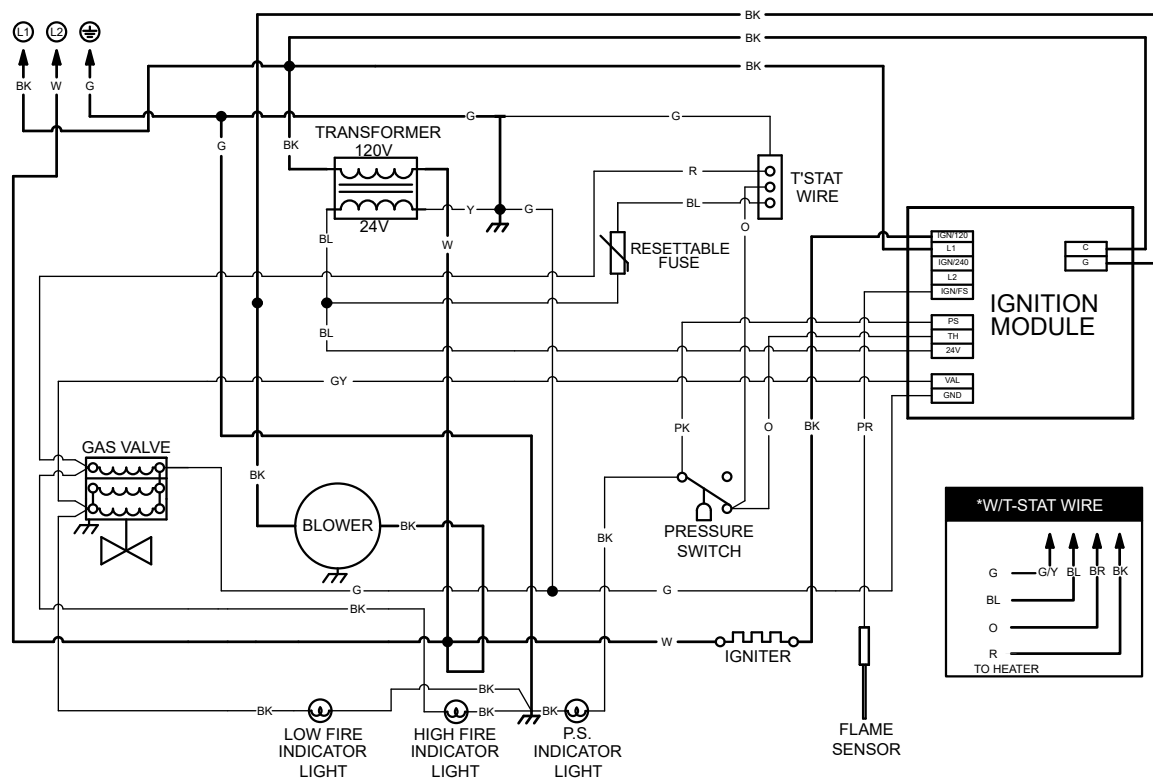 BK
L1
L2
BK
BK
BK
W
G
G
G
TRANSFORMER
120V
G
BK
R
T'STAT
WIRE
BL
Y
G
24V
O
BL
W
RESETTABLE
FUSE
IGN/120
L1
IGN/240
L2
IGN/FS
PS
TH
24V
VAL
GND
C
G
IGNITION
MODULE
BL
GY
PK
O
BK
PR
GAS VALVE
BK
BLOWER
BK
BK
PRESSURE
SWITCH
*W/T-STAT WIRE
G
G/Y
BL
BR
BK
BL
O
R
TO HEATER
G
G
BK
W
IGNITER
BK
BK
BK
BK
LOW FIRE
INDICATOR
LIGHT
HIGH FIRE
INDICATOR
LIGHT
P.S.
INDICATOR
LIGHT
FLAME
SENSOR